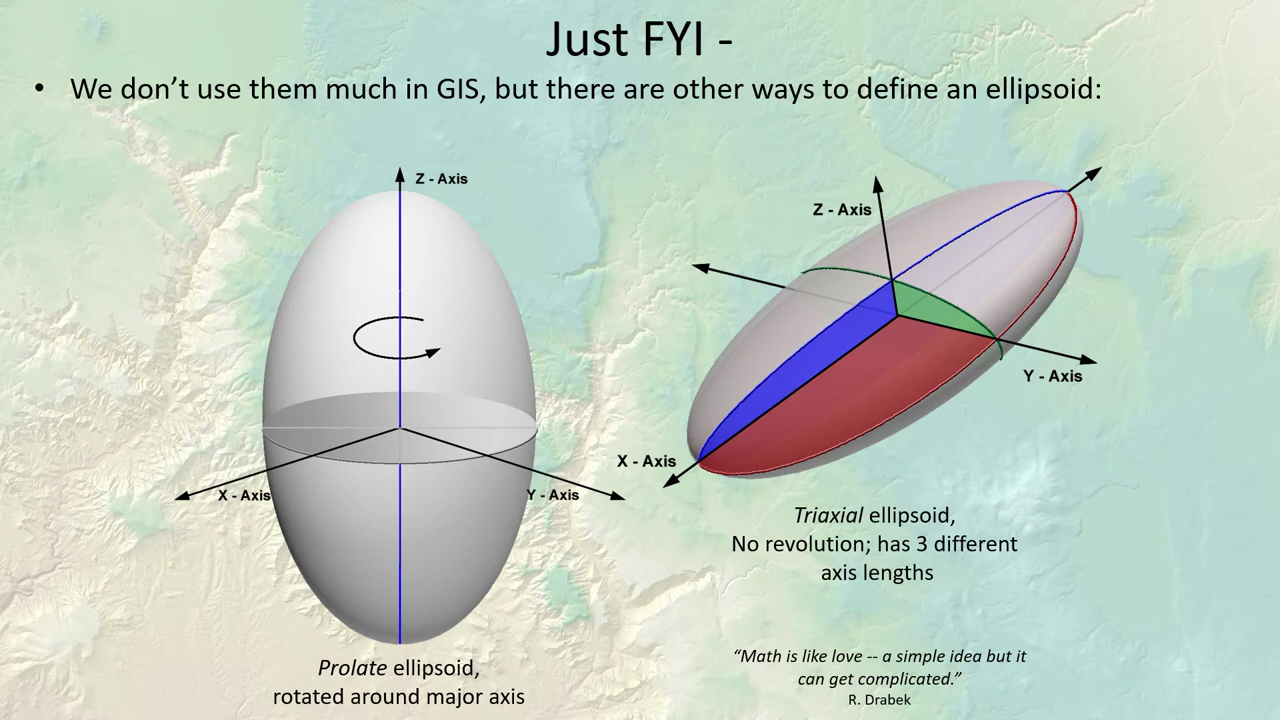 Just FYI -
• We don’t use them much in GIS, but there are other ways to define an ellipsoid:
Z - Axis
X - Axis
Y - Axis
Prolate ellipsoid,
rotated around major axis
Z - Axis
Y - Axis
X - Axis
Triaxial ellipsoid,
No revolution; has 3 different
axis lengths
“Math is like love -- a simple idea but it
can get complicated.”
R. Drabek